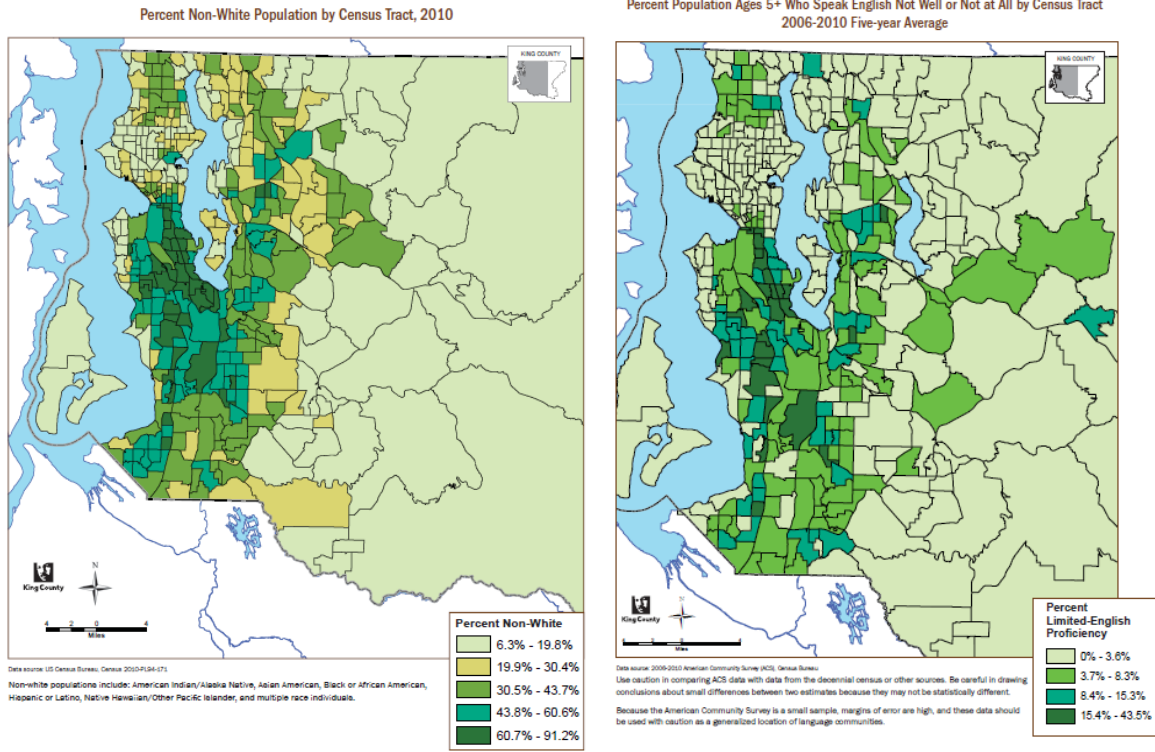 Percent Non-White Population by Census Tract, 2010
KING COUNTY
King County
N
4 2 0 4
Miles
Percent Non-White
6.3% - 19.8%
19.9% - 30.4%
30.5% - 43.7%
43.8% - 60.6%
60.7% - 91.2%
Data source: US Census Bureau, Census 2010-PL94-171
Non-white populations include: American Indian/Alaska Native, Asian American, Black or African American,
Hispanic or Latino, Native Hawaiian/Other Pacific Islander, and multiple race individuals.
Percent Population Ages 5+ Who Speak English Not Well or Not at All by Census Tract
2006-2010 Five-year Average
KING COUNTY
King County
N
4 2 0 4
Miles
Percent
Limited-English
Proficiency
0% - 3.6%
3.7% - 8.3%
8.4% - 15.3%
15.4% - 43.5%
Data source: 2006-2010 American Community Survey (ACS), Census Bureau
Use caution in comparing ACS data with data from the decennial census or other sources. Be careful in drawing
conclusions about small differences between two estimates because they may not be statistically different.
Because the American Community Survey is a small sample, margins of error are high, and these data should
be used with caution as a generalized location of language communities.